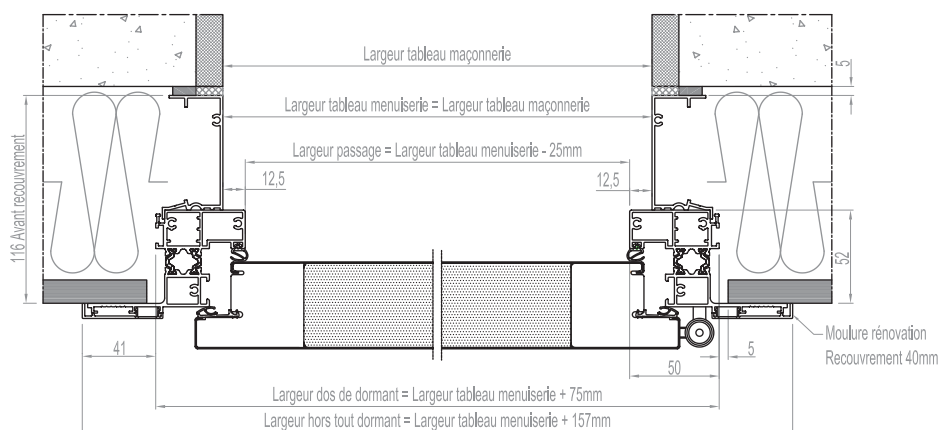 Largeur tableau maçonnerie
5
Largeur tableau menuiserie = Largeur tableau maçonnerie
Largeur passage = Largeur tableau menuiserie - 25mm
12,5
12,5
116 Avant recouvrement
52
Moulure rénovation
Recouvrement 40mm
41
50
5
Largeur dos de dormant = Largeur tableau menuiserie + 75mm
Largeur hors tout dormant = Largeur tableau menuiserie + 157mm